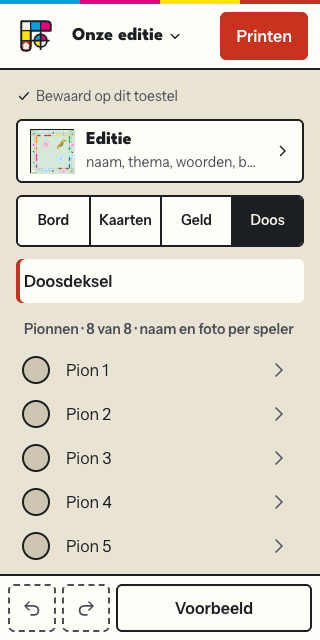 Onze editie
Printen
Bewaard op dit toestel
Editie
naam, thema, woorden, b...
Bord
Kaarten
Geld
Doos
Doosdeksel
Pionnen · 8 van 8 · naam en foto per speler
Pion 1
Pion 2
Pion 3
Pion 4
Pion 5
Voorbeeld